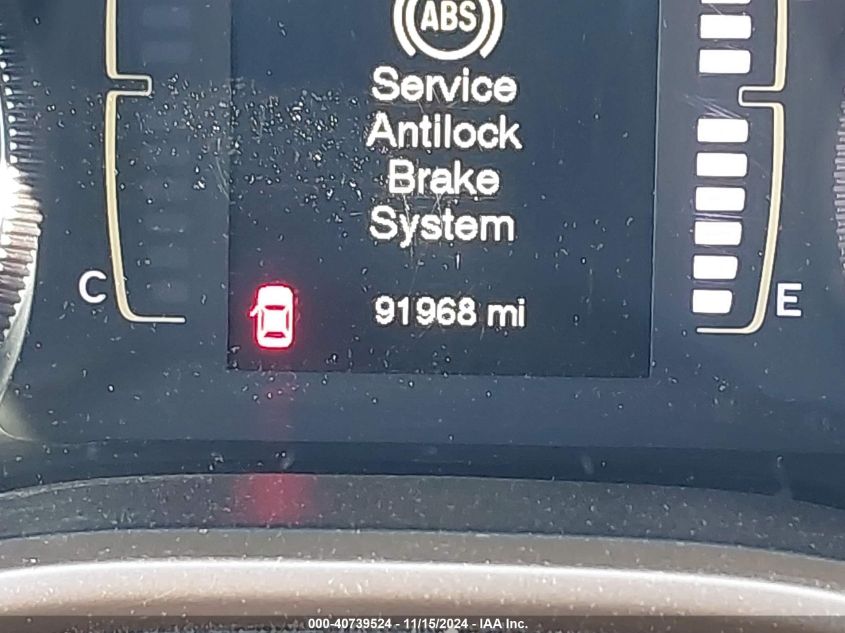 ABS
Service
Antilock
Brake
System
C
91968 mi
E
000-40739524 - 11/15/2024 - IAA Inc.